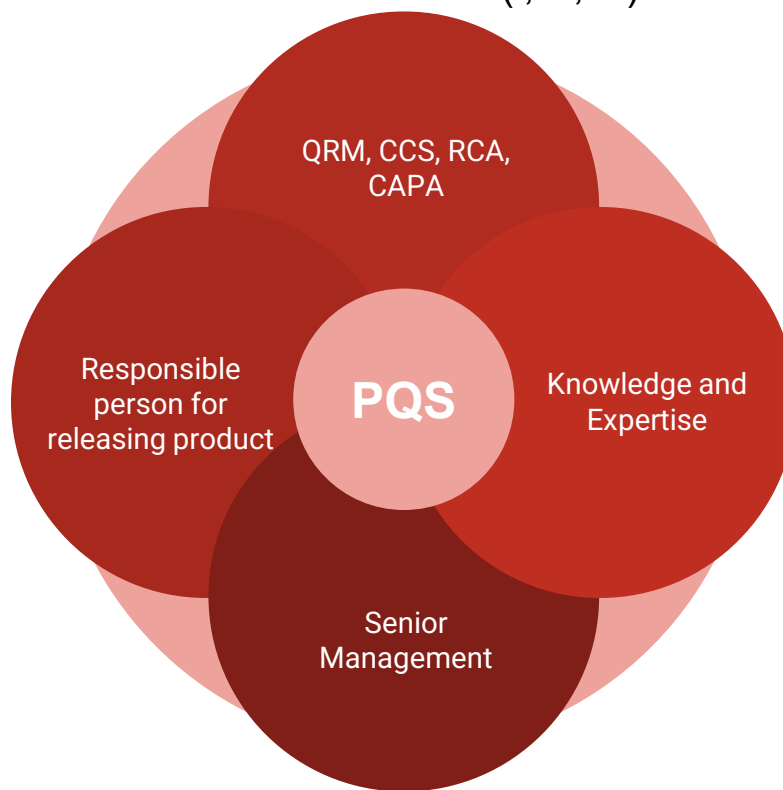 QRM, CCS, RCA,
CAPA
Responsible
person for
releasing product
PQS
Knowledge and
Expertise
Senior
Management